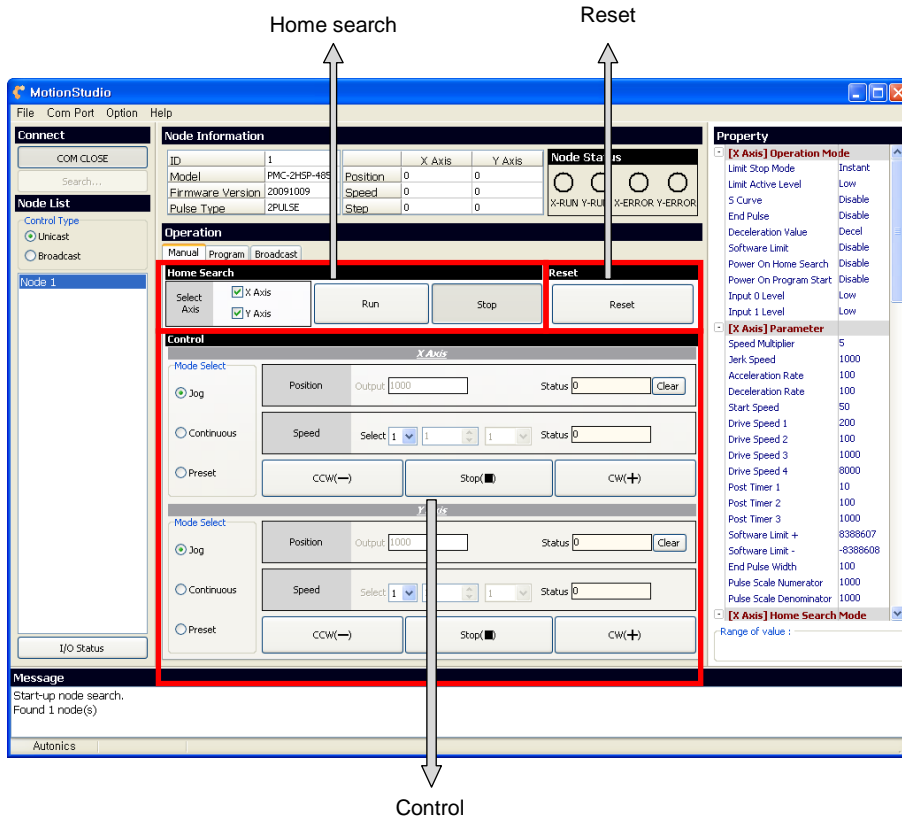 Home search
Reset
MotionStudio
File Com Port Option Help
Connect
COM CLOSE
Search...
Node List
Control Type
Unicast
Broadcast
Node 1
I/O Status
Node Information
ID 1 X Axis Y Axis
Model PMC-2HSP-485 Position 0 0
Firmware Version 20091009 Speed 0 0
Pulse Type 2PULSE Step 0 0
Node Status
X-RUN X-ERROR Y-ERROR
Operation
Manual Program Broadcast
Home Search
Select Axis
X Axis
Y Axis
Run
Stop
Reset
Reset
Control
X Axis
Mode Select
Jog
Continuous
Preset
Position Output 1000 Status 0 Clear
Speed Select 1 1 1 Status 0
CCW(—) Stop(■) CW(+)
Y Axis
Mode Select
Jog
Continuous
Preset
Position Output 1000 Status 0 Clear
Speed Select 1 1 Status 0
CCW(—) Stop(■) CW(+)
Property
[X Axis] Operation Mode
Limit Stop Mode Instant
Limit Active Level Low
S Curve Disable
End Pulse Disable
Deceleration Value Decel
Software Limit Disable
Power On Home Search Disable
Power On Program Start Disable
Input 0 Level Low
Input 1 Level Low
[X Axis] Parameter
Speed Multiplier 5
Jerk Speed 1000
Acceleration Rate 100
Deceleration Rate 100
Start Speed 50
Drive Speed 1 200
Drive Speed 2 100
Drive Speed 3 1000
Drive Speed 4 8000
Post Timer 1 10
Post Timer 2 100
Post Timer 3 1000
Software Limit + 8388607
Software Limit - -8388608
End Pulse Width 100
Pulse Scale Numerator 1000
Pulse Scale Denominator 1000
[X Axis] Home Search Mode
Range of value :
Message
Start-up node search.
Found 1 node(s)
Autonics
Control